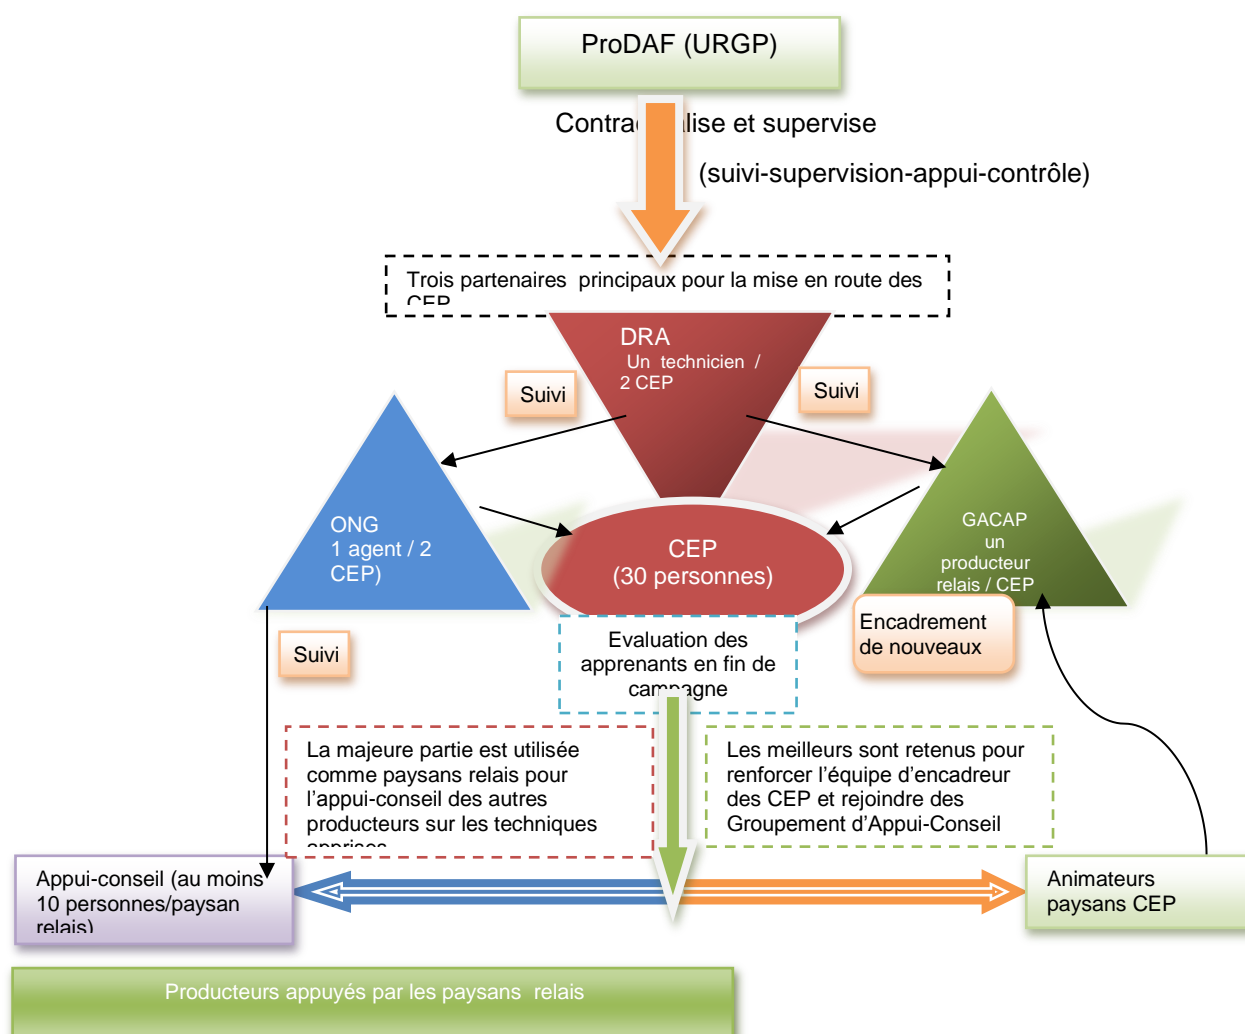 ProDAF (URGP)
Contra alise et supervise
(suivi-supervision-appui-contrôle)
Trois partenaires principaux pour la mise en route des
CEP
DRA
Un technicien /
2 CEP
Suivi
Suivi
ONG
1 agent / 2
CEP)
CEP
(30 personnes)
GACAP
un
producteur
relais / CEP
Encadrement
de nouveaux
Suivi
Evaluation des
apprenants en fin de
campagne
La majeure partie est utilisée
comme paysans relais pour
l’appui-conseil des autres
producteurs sur les techniques
apprises
Les meilleurs sont retenus pour
renforcer l’équipe d’encadreur
des CEP et rejoindre des
Groupement d’Appui-Conseil
Appui-conseil (au moins
10 personnes/paysan
relais)
Animateurs
paysans CEP
Producteurs appuyés par les paysans relais